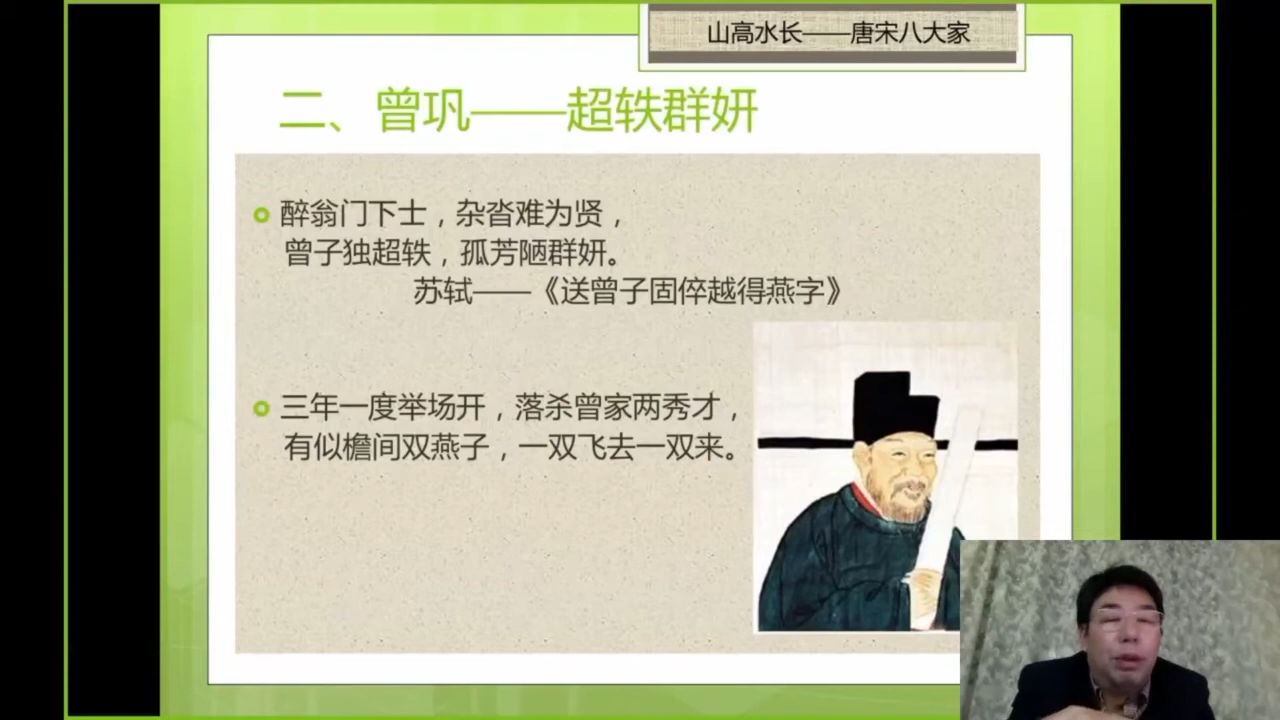 山高水长——唐宋八大家
二、曾巩——超轶群妍
醉翁门下士，杂沓难为贤，
曾子独超轶，孤芳陋群妍。
苏轼——《送曾子固倅越得燕字》
三年一度举场开，落杀曾家两秀才，
有似檐间双燕子，一双飞去一双来。